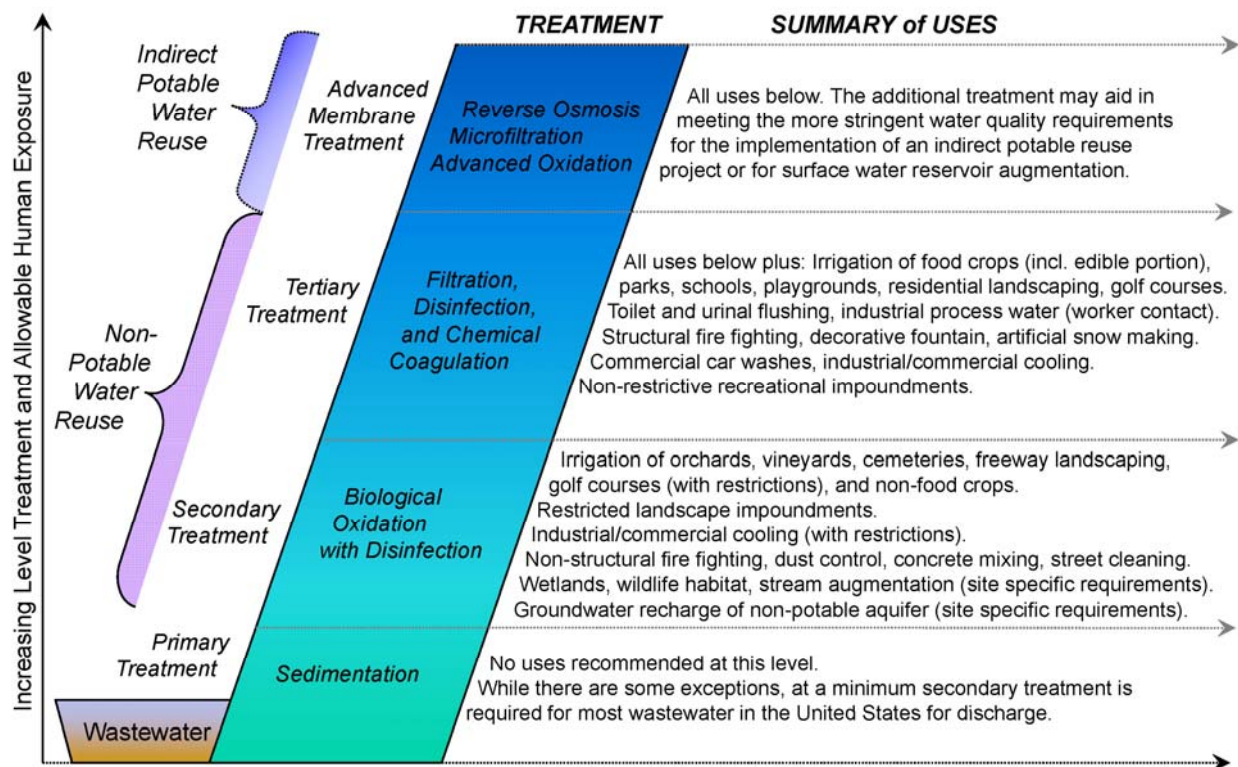 TREATMENT
SUMMARY of USES
Increasing Level Treatment and Allowable Human Exposure
Indirect
Potable
Water
Reuse
Advanced
Membrane
Treatment
Reverse Osmosis
Microfiltration
Advanced Oxidation
All uses below. The additional treatment may aid in
meeting the more stringent water quality requirements
for the implementation of an indirect potable reuse
project or for surface water reservoir augmentation.
Non-
Potable
Water
Reuse
Tertiary
Treatment
Filtration,
Disinfection,
and Chemical
Coagulation
All uses below plus: Irrigation of food crops (incl. edible portion),
parks, schools, playgrounds, residential landscaping, golf courses.
Toilet and urinal flushing, industrial process water (worker contact).
Structural fire fighting, decorative fountain, artificial snow making.
Commercial car washes, industrial/commercial cooling.
Non-restrictive recreational impoundments.
Secondary
Treatment
Biological
Oxidation
with Disinfection
Irrigation of orchards, vineyards, cemeteries, freeway landscaping,
golf courses (with restrictions), and non-food crops.
Restricted landscape impoundments.
Industrial/commercial cooling (with restrictions).
Non-structural fire fighting, dust control, concrete mixing, street cleaning.
Wetlands, wildlife habitat, stream augmentation (site specific requirements).
Groundwater recharge of non-potable aquifer (site specific requirements).
Primary
Treatment
Sedimentation
No uses recommended at this level.
While there are some exceptions, at a minimum secondary treatment is
required for most wastewater in the United States for discharge.
Wastewater